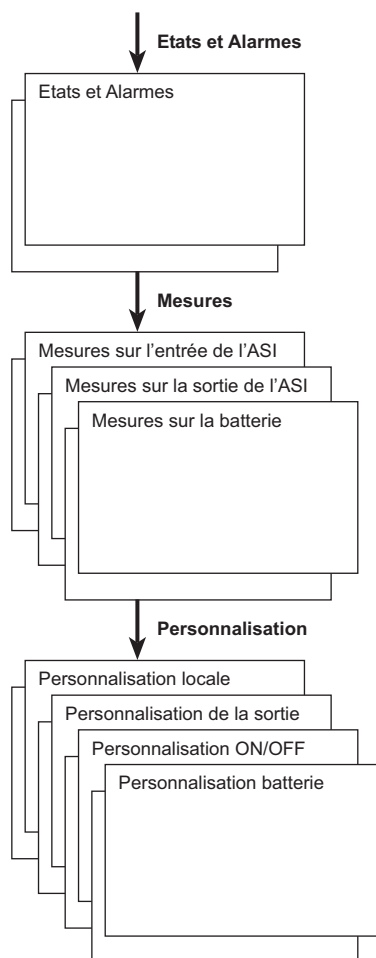 Etats et Alarmes
Etats et Alarmes
Mesures
Mesures sur l'entrée de l'ASI
Mesures sur la sortie de l'ASI
Mesures sur la batterie
Personnalisation
Personnalisation locale
Personnalisation de la sortie
Personnalisation ON/OFF
Personnalisation batterie